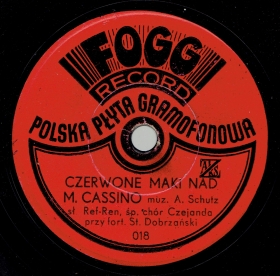 FOGG
RECORD
POLSKA PŁYTA GRAMOFONOWA
CZERWONE MAKI NAD
M. CASSINO muz. A. Schutz
sł. Ref-Ren, śp. chór Czejanda
przy fort. St. Dobrzański
018